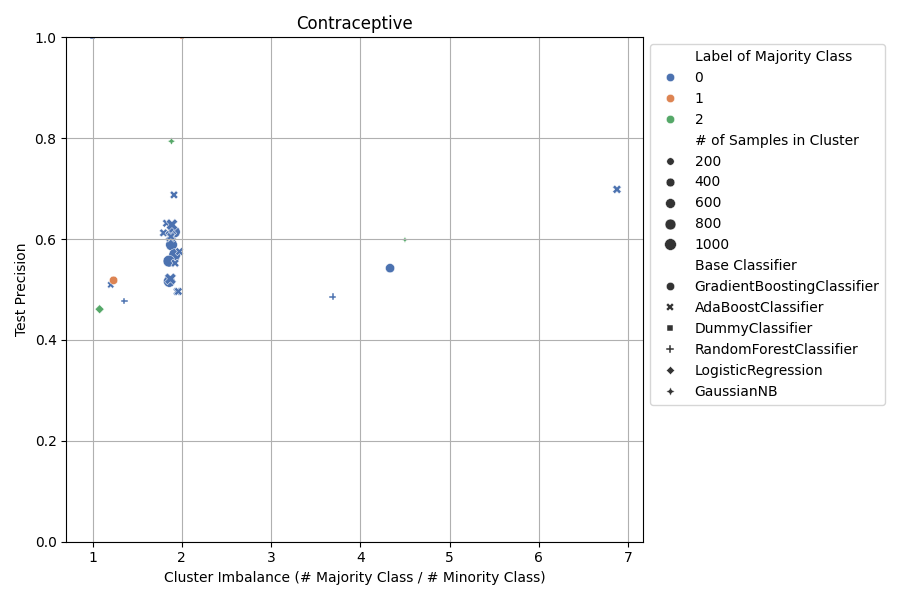 Contraceptive
1.0
0.8
0.6
0.4
0.2
0.0
Test Precision
1
2
3
4
5
6
7
Cluster Imbalance (# Majority Class / # Minority Class)
Label of Majority Class
0
1
2
# of Samples in Cluster
200
400
600
800
1000
Base Classifier
GradientBoostingClassifier
AdaBoostClassifier
DummyClassifier
RandomForestClassifier
LogisticRegression
GaussianNB